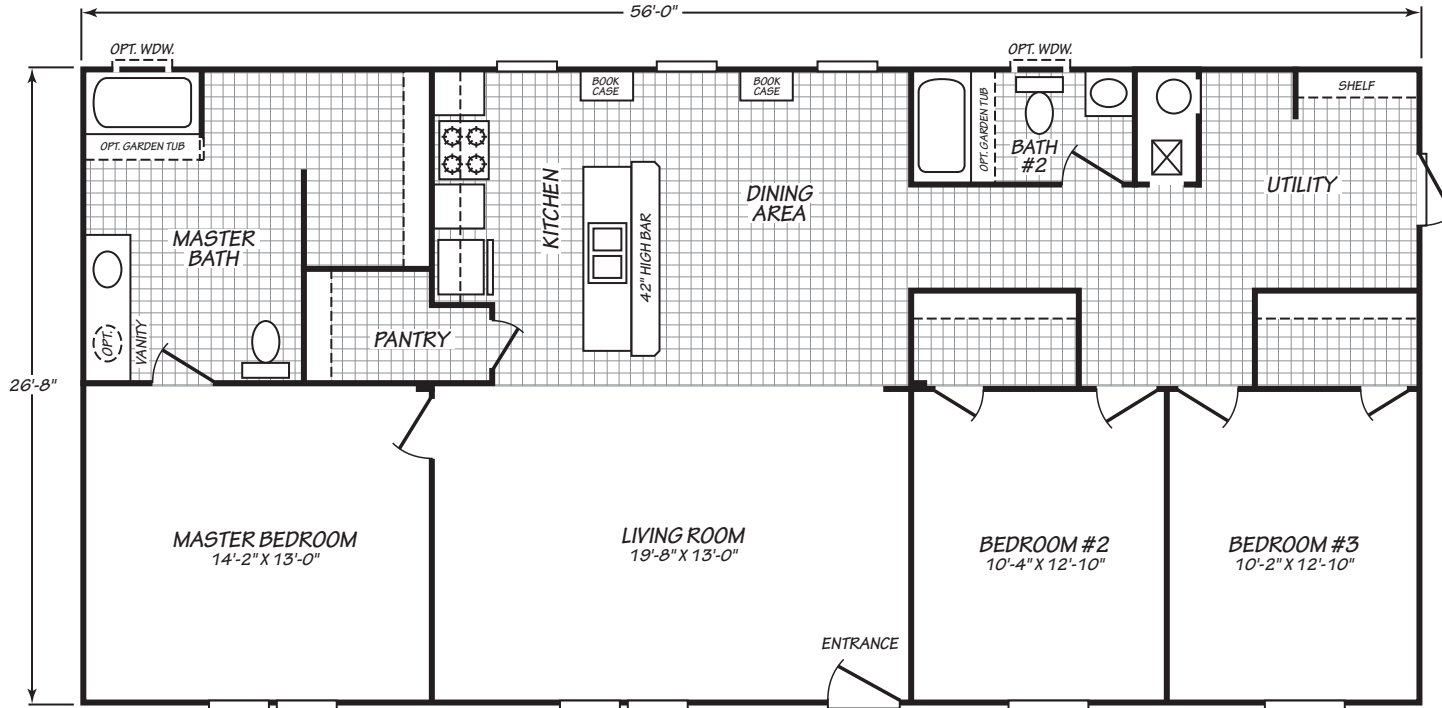 56'-0"
OPT. WDW.
OPT. WDW.
BOOK
CASE
BOOK
CASE
SHELF
OPT. GARDEN TUB
OPT. GARDEN TUB
BATH
#2
UTILITY
KITCHEN
DINING
AREA
42" HIGH BAR
MASTER
BATH
VANITY
OPT.
PANTRY
26'-8"
MASTER BEDROOM
14'-2" X 13'-0"
LIVING ROOM
19'-8" X 13'-0"
BEDROOM #2
10'-4" X 12'-10"
BEDROOM #3
10'-2" X 12'-10"
ENTRANCE